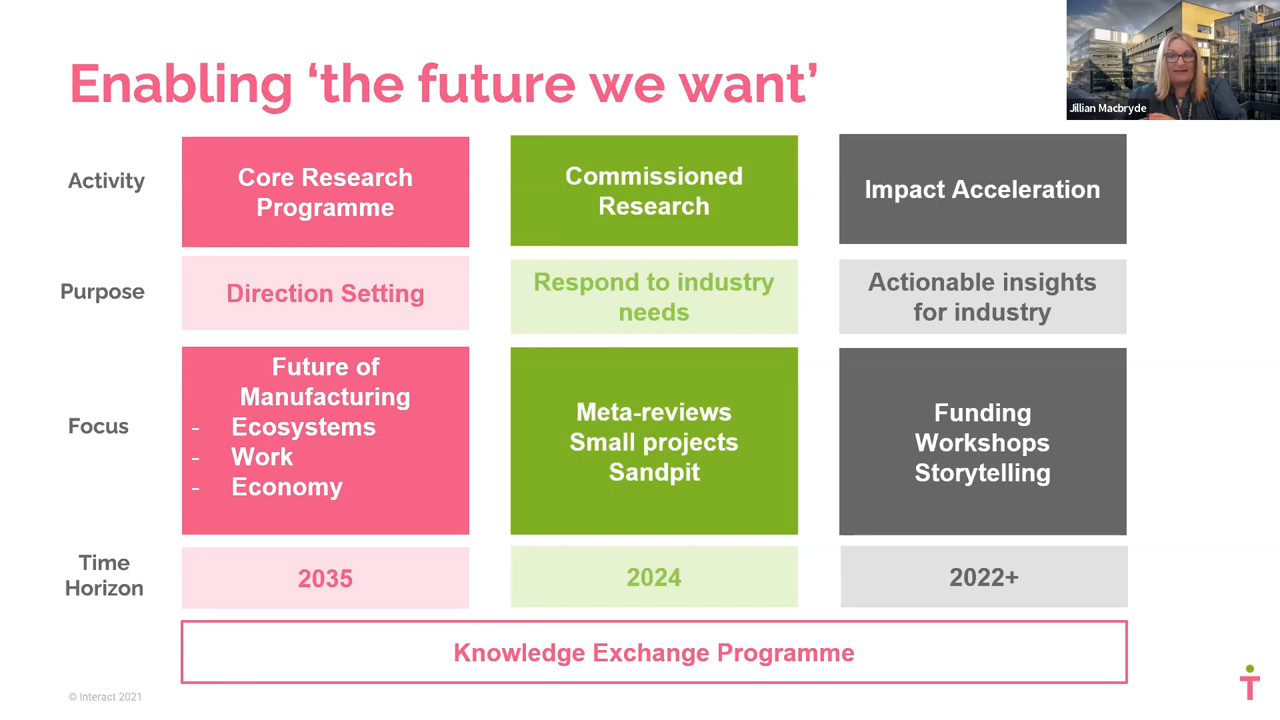 Enabling ‘the future we want’
Jillian Macbryde
Activity
Core Research
Programme
Commissioned
Research
Impact Acceleration
Purpose
Direction Setting
Respond to industry
needs
Actionable insights
for industry
Focus
Future of
Manufacturing
- Ecosystems
- Work
- Economy
Meta-reviews
Small projects
Sandpit
Funding
Workshops
Storytelling
Time
Horizon
2035
2024
2022+
Knowledge Exchange Programme
© Interact 2021